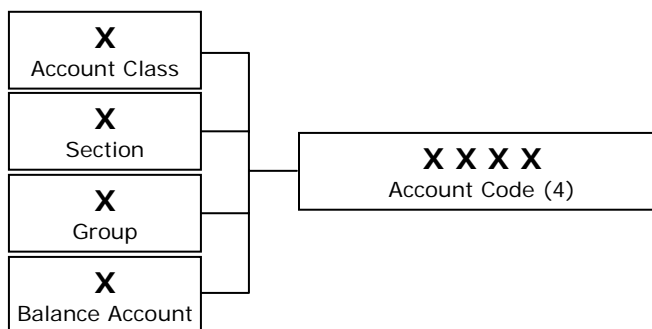 X
Account Class
X
Section
X
Group
X
Balance Account
X X X X
Account Code (4)